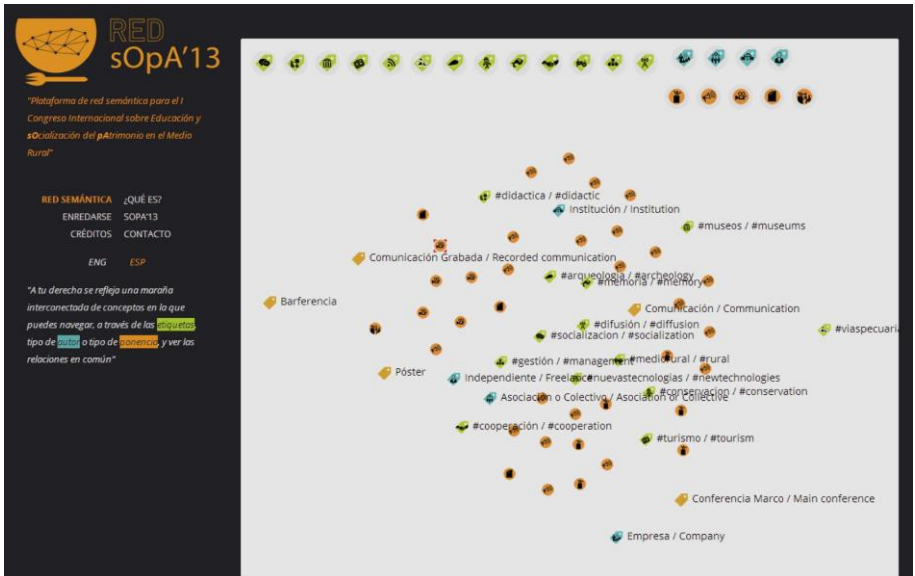 RED
sOpA'13
"Plataforma de red semántica para el I
Congreso Internacional sobre Educación y
sOcialización del pAtrimonio en el Medio
Rural"
RED SEMÁNTICA ¿QUÉ ES?
ENREDARSE SOPA'13
CRÉDITOS CONTACTO
ENG ESP
"A tu derecha se refleja una maraña
interconectada de conceptos en la que
puedes navegar, a través de las etiquetas,
tipo de autor o tipo de ponencia, y ver las
relaciones en común"
#didactica / #didactic
Institución / Institution
#museos / #museums
Comunicación Grabada / Recorded communication
#arqueologia / #archeology
#memoria / #memory
Barferencia
Comunicación / Communication
#difusión / #diffusion
#viaspecuaria
#socializacion / #socialization
#gestión / #management
#medio rural / #rural
Póster
Independiente / Freelance
#nuevastecnologias / #newtechnologies
#conservacion / #conservation
Asociacion o Colectivo / Asociation or Collective
#cooperación / #cooperation
#turismo / #tourism
Conferencia Marco / Main conference
Empresa / Company